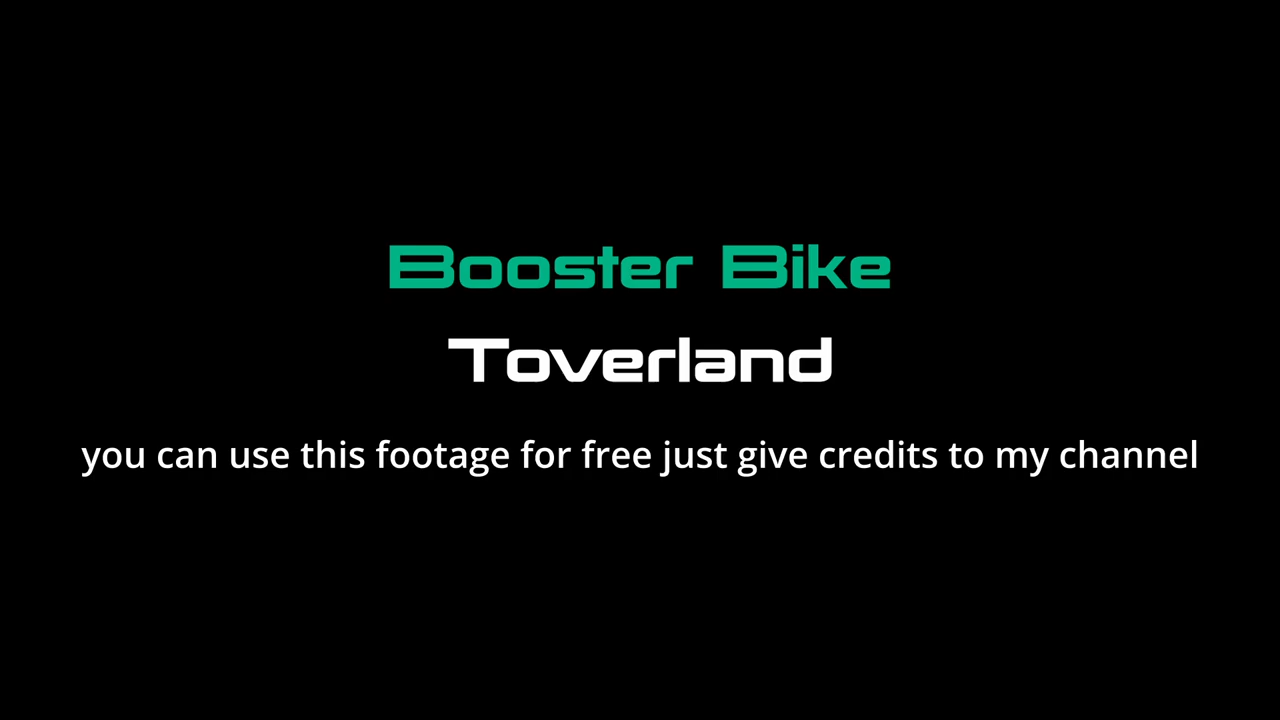 Booster Bike
Toverland
you can use this footage for free just give credits to my channel